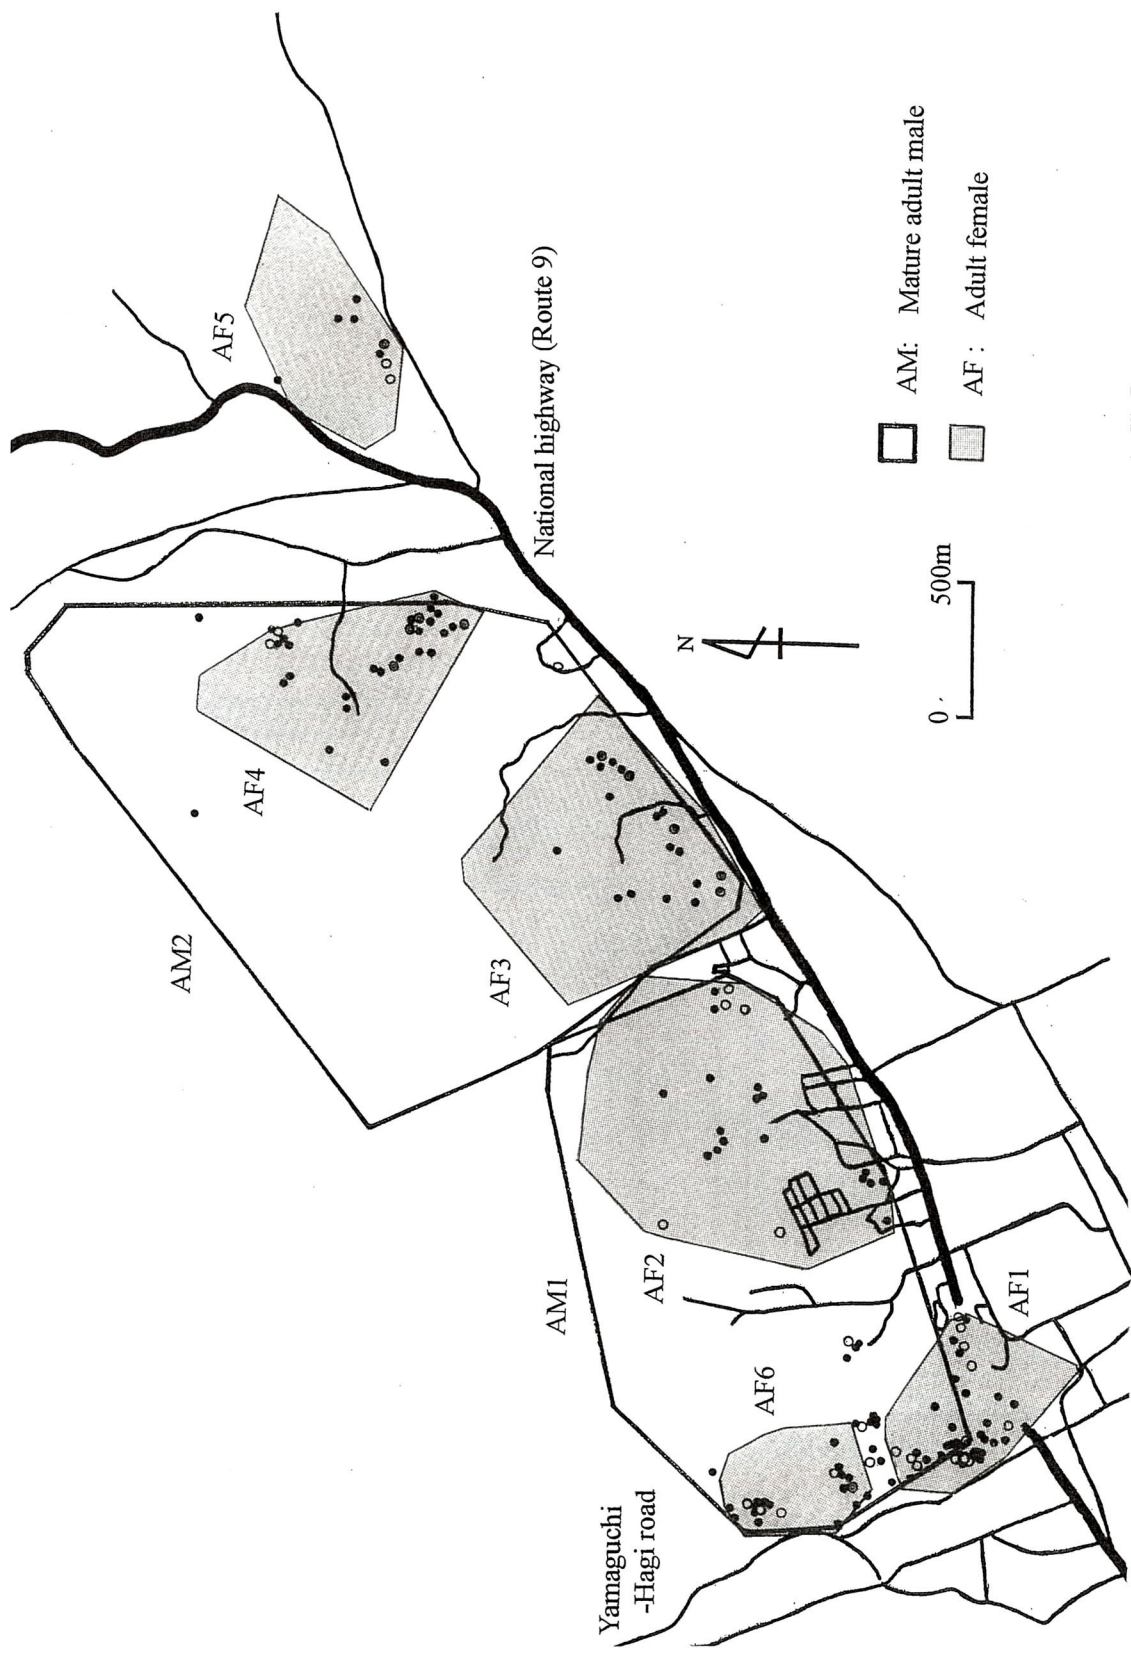 AF5
AM2
AF4
AF3
National highway (Route 9)
AM1
AF2
AF6
AF1
Yamaguchi
-Hagi road
N
0
500m
AM: Mature adult male
AF : Adult female